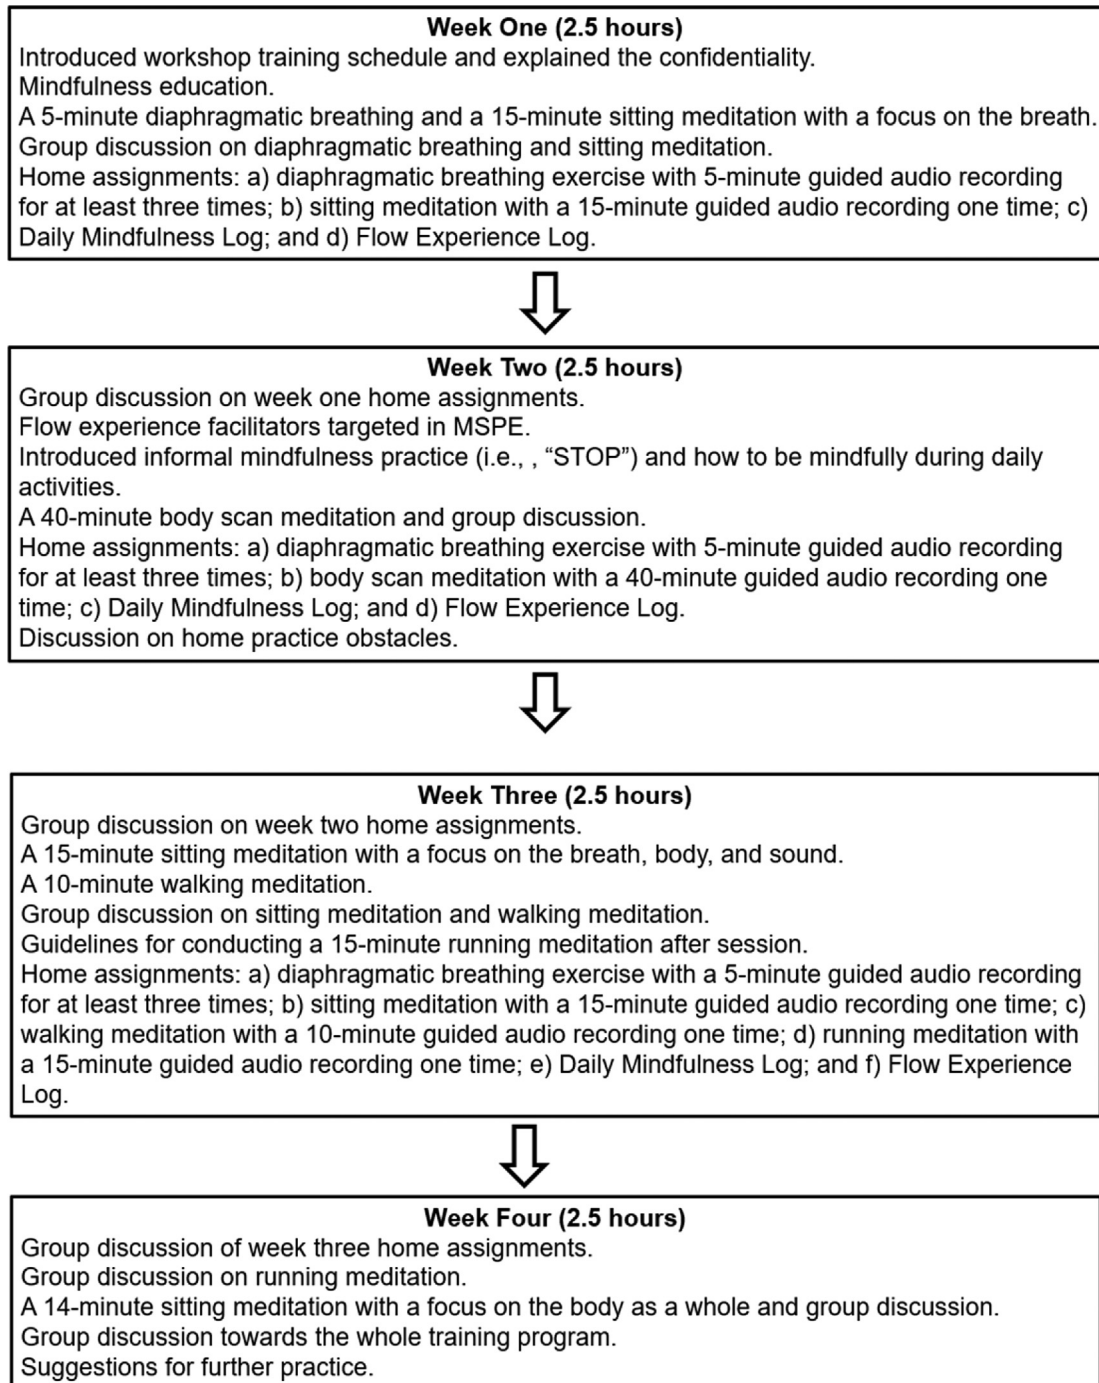 Week One (2.5 hours)
Introduced workshop training schedule and explained the confidentiality.
Mindfulness education.
A 5-minute diaphragmatic breathing and a 15-minute sitting meditation with a focus on the breath.
Group discussion on diaphragmatic breathing and sitting meditation.
Home assignments: a) diaphragmatic breathing exercise with 5-minute guided audio recording
for at least three times; b) sitting meditation with a 15-minute guided audio recording one time; c)
Daily Mindfulness Log; and d) Flow Experience Log.
Week Two (2.5 hours)
Group discussion on week one home assignments.
Flow experience facilitators targeted in MSPE.
Introduced informal mindfulness practice (i.e., , “STOP”) and how to be mindfully during daily
activities.
A 40-minute body scan meditation and group discussion.
Home assignments: a) diaphragmatic breathing exercise with 5-minute guided audio recording
for at least three times; b) body scan meditation with a 40-minute guided audio recording one
time; c) Daily Mindfulness Log; and d) Flow Experience Log.
Discussion on home practice obstacles.
Week Three (2.5 hours)
Group discussion on week two home assignments.
A 15-minute sitting meditation with a focus on the breath, body, and sound.
A 10-minute walking meditation.
Group discussion on sitting meditation and walking meditation.
Guidelines for conducting a 15-minute running meditation after session.
Home assignments: a) diaphragmatic breathing exercise with a 5-minute guided audio recording
for at least three times; b) sitting meditation with a 15-minute guided audio recording one time; c)
walking meditation with a 10-minute guided audio recording one time; d) running meditation with
a 15-minute guided audio recording one time; e) Daily Mindfulness Log; and f) Flow Experience
Log.
Week Four (2.5 hours)
Group discussion of week three home assignments.
Group discussion on running meditation.
A 14-minute sitting meditation with a focus on the body as a whole and group discussion.
Group discussion towards the whole training program.
Suggestions for further practice.